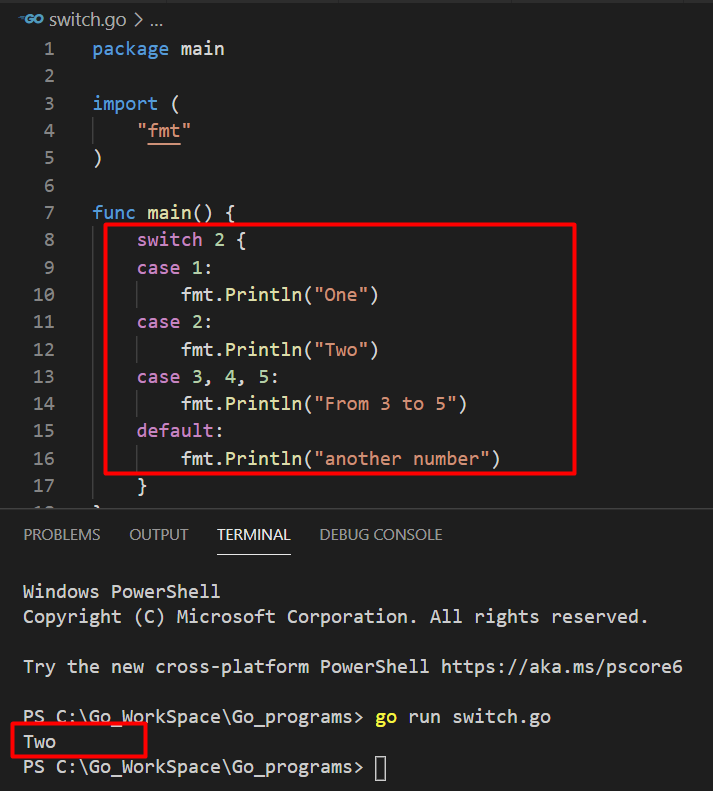 GO switch.go > ...
1 package main
2
3 import (
4     "fmt"
5 )
6
7 func main() {
8     switch 2 {
9     case 1:
10         fmt.Println("One")
11     case 2:
12         fmt.Println("Two")
13     case 3, 4, 5:
14         fmt.Println("From 3 to 5")
15     default:
16         fmt.Println("another number")
17     }
PROBLEMS OUTPUT TERMINAL DEBUG CONSOLE
Windows PowerShell
Copyright (C) Microsoft Corporation. All rights reserved.
Try the new cross-platform PowerShell https://aka.ms/pscore6
PS C:\Go_WorkSpace\Go_programs> go run switch.go
Two
PS C:\Go_WorkSpace\Go_programs>